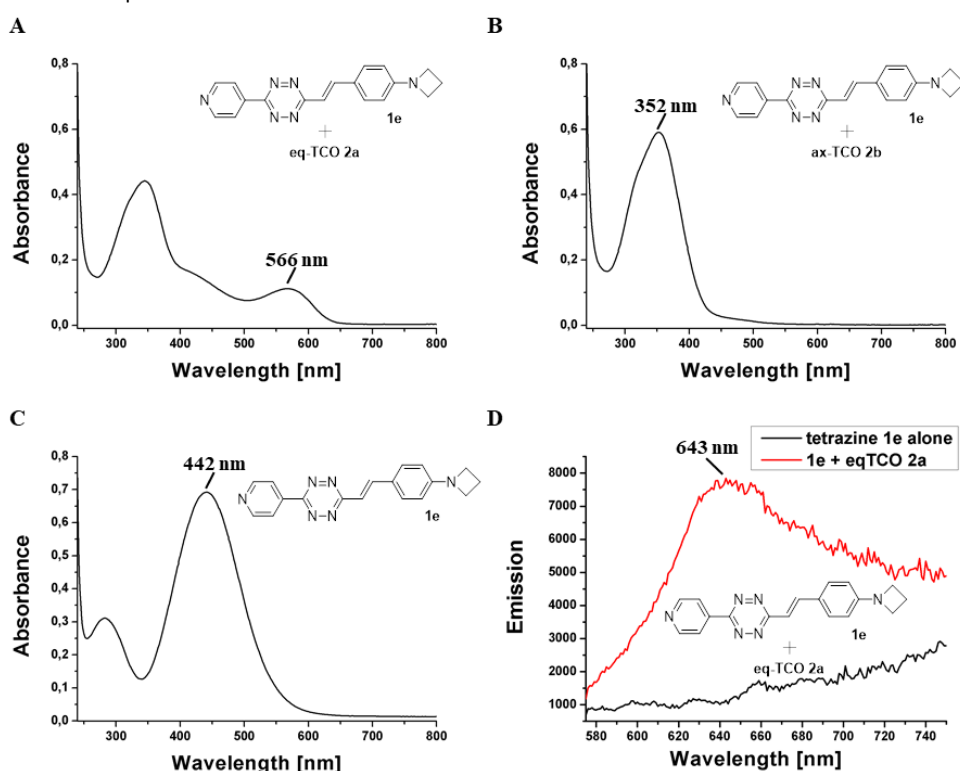 A
0,8
0,6
0,4
0,2
0,0
Absorbance
300 400 500 600 700 800
Wavelength [nm]
566 nm
N
N N
N N
N
1e
+
eq-TCO 2a
B
0,8
0,6
0,4
0,2
0,0
Absorbance
300 400 500 600 700 800
Wavelength [nm]
352 nm
N
N N
N N
N
1e
+
ax-TCO 2b
C
0,8
0,7
0,6
0,5
0,4
0,3
0,2
0,1
0,0
Absorbance
200 400 600 800
Wavelength [nm]
442 nm
N
N N
N N
N
1e
D
tetrazine 1e alone
1e + eqTCO 2a
643 nm
8000
7000
6000
5000
4000
3000
2000
1000
Emission
580 600 620 640 660 680 700 720 740
Wavelength [nm]
N
N N
N N
N
1e
+
eq-TCO 2a